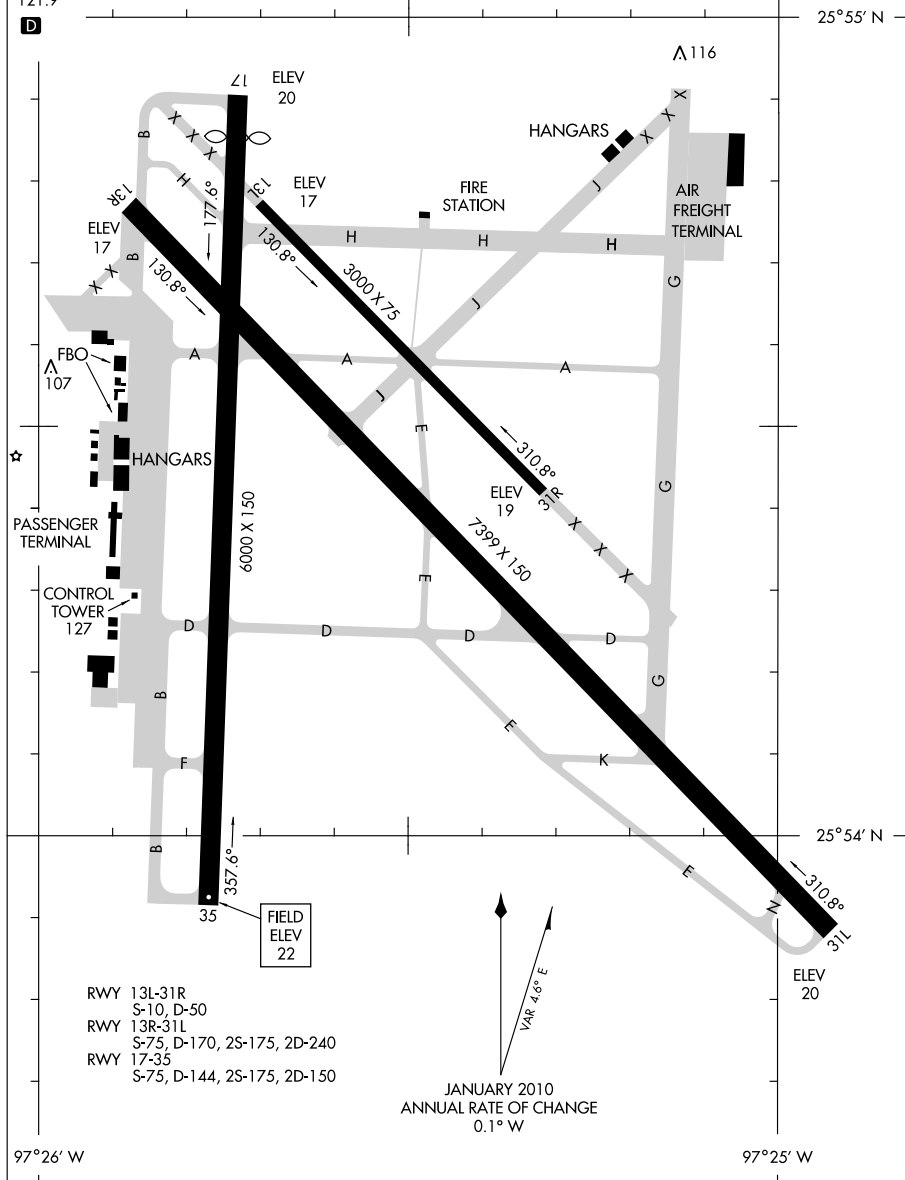 121.9
D
25°55' N
116
17
ELEV
20
HANGARS
X
X
X
X
X
X
B
H
177.6°
13L
ELEV
17
FIRE
STATION
J
AIR
FREIGHT
TERMINAL
13R
ELEV
17
B
130.8°
130.8°
H
H
H
3000 X 75
J
G
X
X
A
A
A
FBO
107
J
E
310.8°
HANGARS
ELEV
19
31R
G
X
X
X
PASSENGER
TERMINAL
6000 X 150
7399 X 150
CONTROL
TOWER
127
E
D
D
D
D
B
G
E
F
K
25°54' N
B
357.6°
E
N
310.8°
35
FIELD
ELEV
22
31L
ELEV
20
VAR 4.6° E
RWY 13L-31R
S-10, D-50
RWY 13R-31L
S-75, D-170, 2S-175, 2D-240
RWY 17-35
S-75, D-144, 2S-175, 2D-150
JANUARY 2010
ANNUAL RATE OF CHANGE
0.1° W
97°26' W
97°25' W